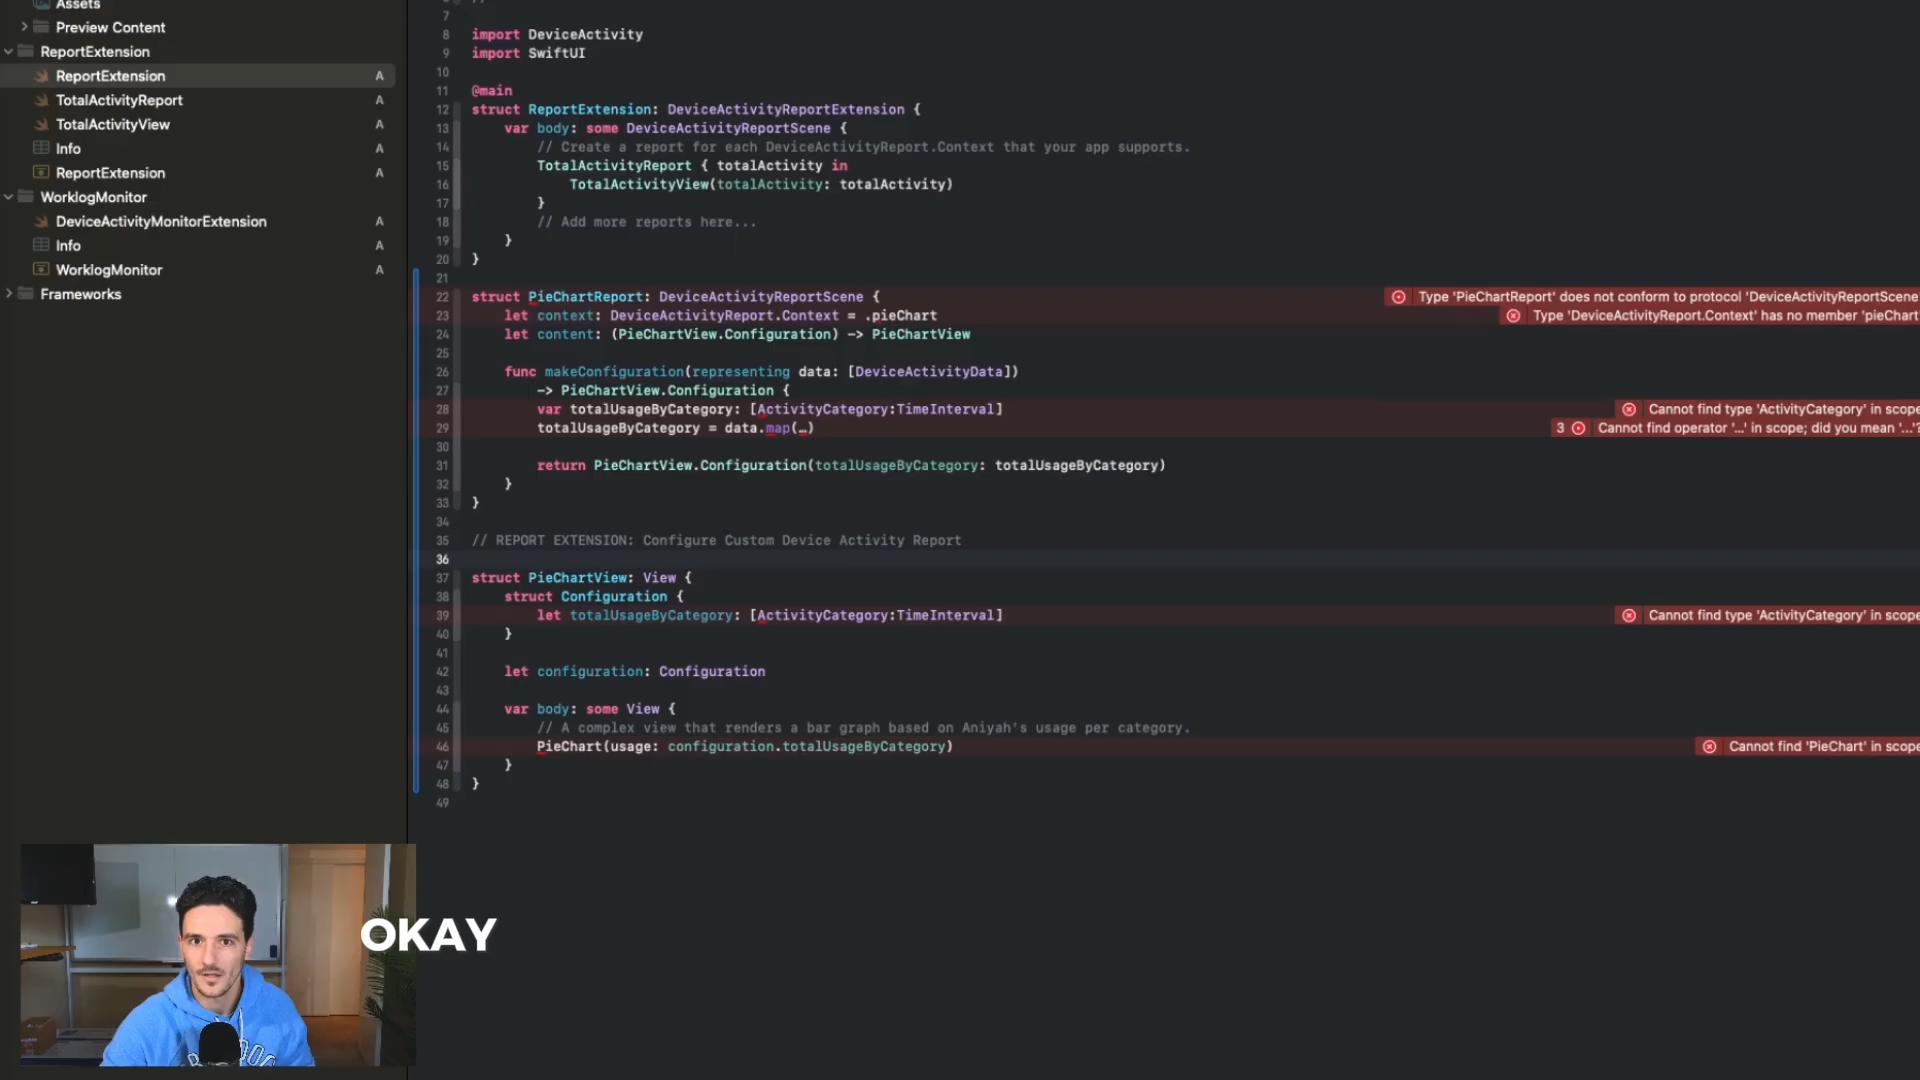 Assets
Preview Content
ReportExtension
ReportExtension A
TotalActivityReport A
TotalActivityView A
Info A
ReportExtension A
WorklogMonitor
DeviceActivityMonitorExtension A
Info A
WorklogMonitor A
Frameworks
7
8 import DeviceActivity
9 import SwiftUI
10
11 @main
12 struct ReportExtension: DeviceActivityReportExtension {
13 var body: some DeviceActivityReportScene {
14 // Create a report for each DeviceActivityReport.Context that your app supports.
15 TotalActivityReport { totalActivity in
16 TotalActivityView(totalActivity: totalActivity)
17 }
18 // Add more reports here...
19 }
20 }
21
22 struct PieChartReport: DeviceActivityReportScene { Type 'PieChartReport' does not conform to protocol 'DeviceActivityReportScene'
23 let context: DeviceActivityReport.Context = .pieChart Type 'DeviceActivityReport.Context' has no member 'pieChart'
24 let content: (PieChartView.Configuration) -> PieChartView
25
26 func makeConfiguration(representing data: [DeviceActivityData])
27 -> PieChartView.Configuration {
28 var totalUsageByCategory: [ActivityCategory:TimeInterval] Cannot find type 'ActivityCategory' in scope
29 totalUsageByCategory = data.map(…) 3 Cannot find operator '…' in scope; did you mean '...'?
30
31 return PieChartView.Configuration(totalUsageByCategory: totalUsageByCategory)
32 }
33 }
34
35 // REPORT EXTENSION: Configure Custom Device Activity Report
36
37 struct PieChartView: View {
38 struct Configuration {
39 let totalUsageByCategory: [ActivityCategory:TimeInterval] Cannot find type 'ActivityCategory' in scope
40 }
41
42 let configuration: Configuration
43
44 var body: some View {
45 // A complex view that renders a bar graph based on Aniyah's usage per category.
46 PieChart(usage: configuration.totalUsageByCategory) Cannot find 'PieChart' in scope
47 }
48 }
49
OKAY